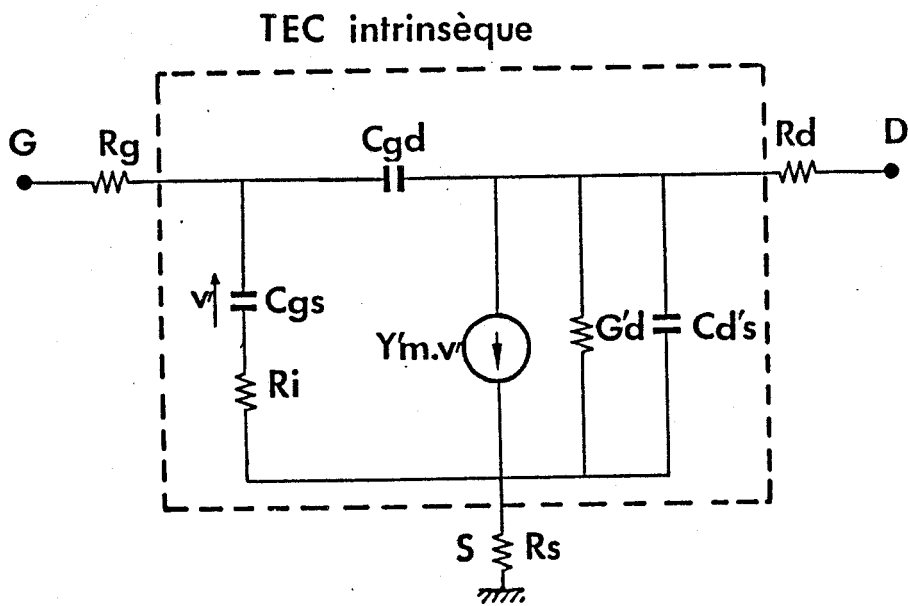 TEC intrinsèque
G
Rg
Cgd
Rd
D
v'
Cgs
Ri
Y'm.v'
G'd
Cd's
S
Rs